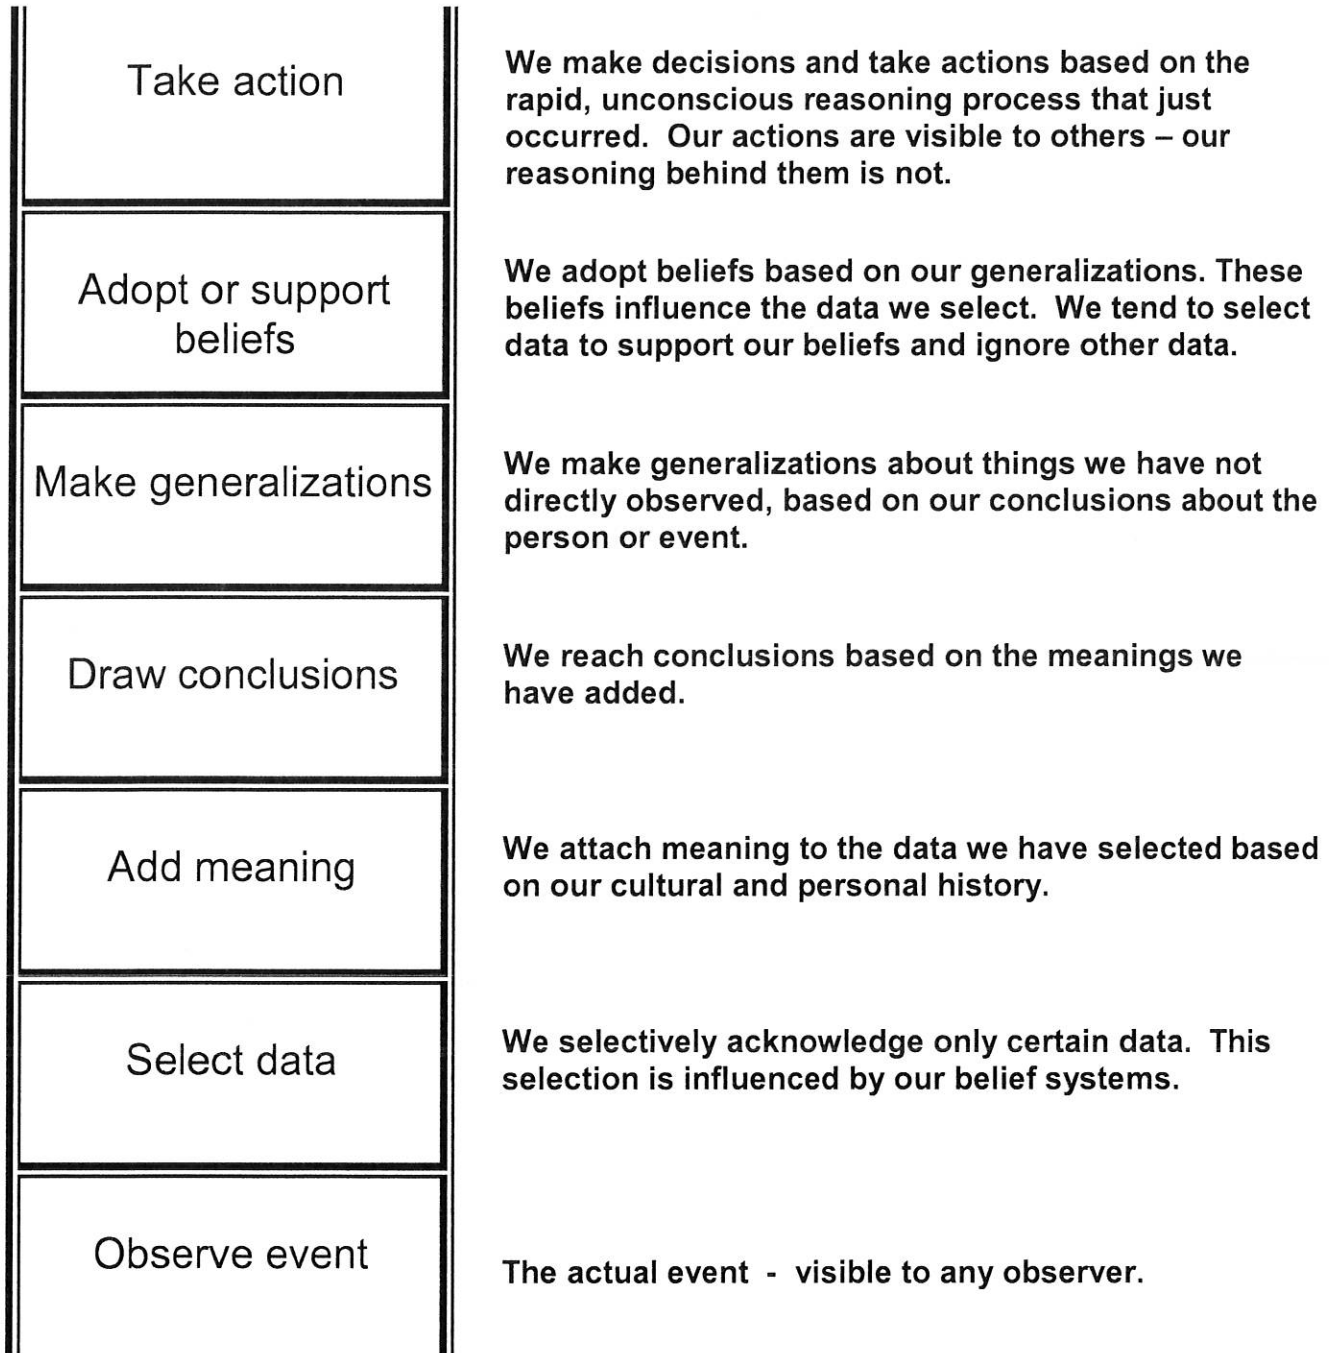 Take action
We make decisions and take actions based on the
rapid, unconscious reasoning process that just
occurred.  Our actions are visible to others – our
reasoning behind them is not.
Adopt or support
beliefs
We adopt beliefs based on our generalizations. These
beliefs influence the data we select.  We tend to select
data to support our beliefs and ignore other data.
Make generalizations
We make generalizations about things we have not
directly observed, based on our conclusions about the
person or event.
Draw conclusions
We reach conclusions based on the meanings we
have added.
Add meaning
We attach meaning to the data we have selected based
on our cultural and personal history.
Select data
We selectively acknowledge only certain data.  This
selection is influenced by our belief systems.
Observe event
The actual event  -  visible to any observer.